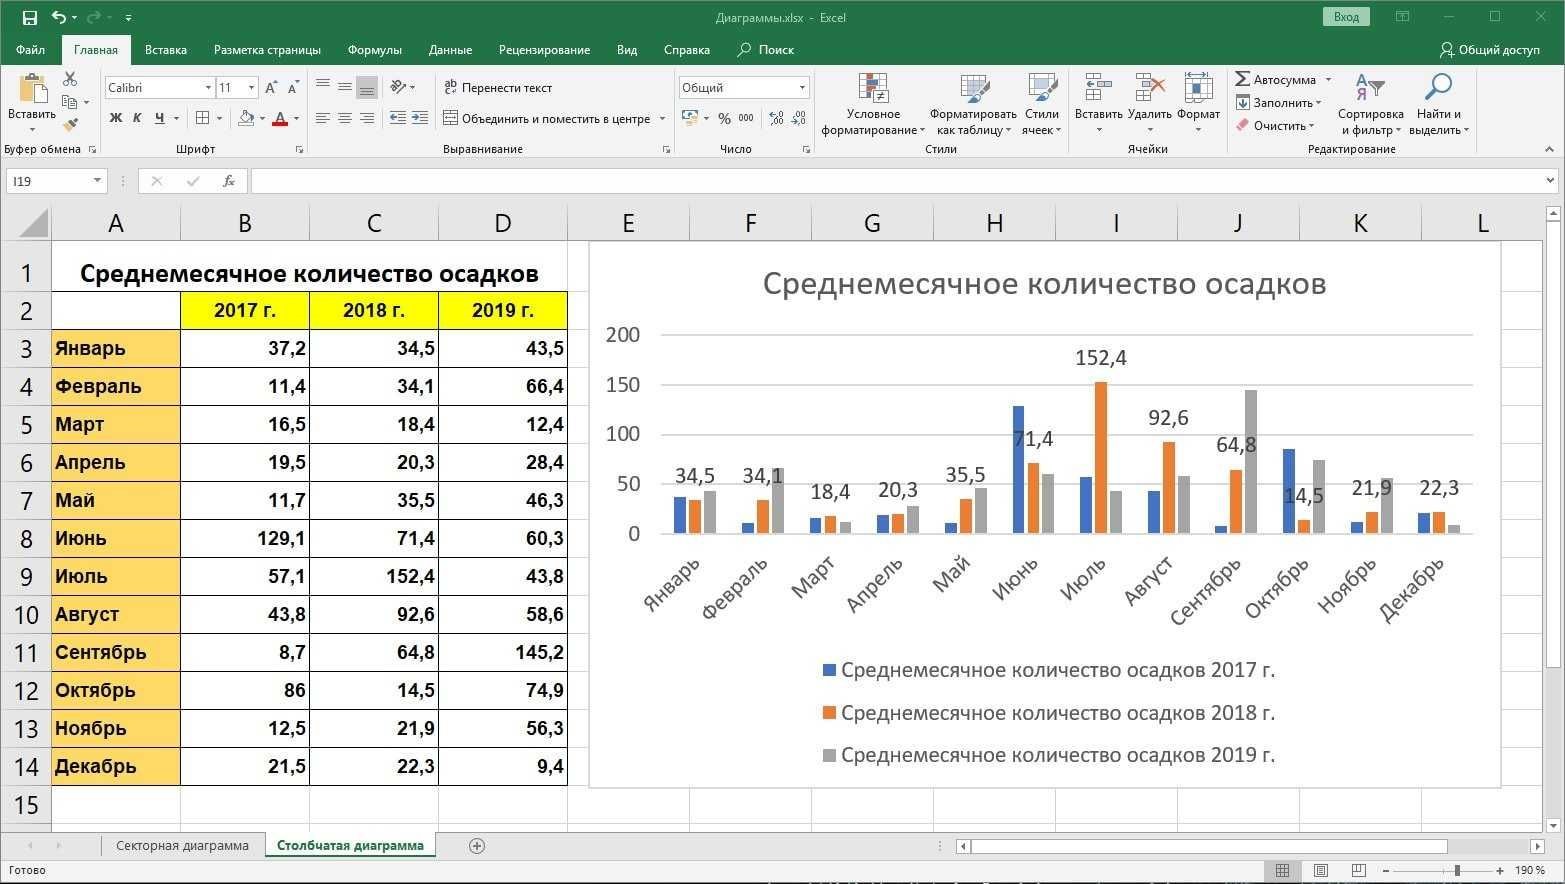 Диаграммы.xlsx - Excel
Вход
Файл Главная Вставка Разметка страницы Формулы Данные Рецензирование Вид Справка Поиск Общий доступ
Вставить
Calibri 11
Ж К Ч
Перенести текст
Объединить и поместить в центре
Общий
% 000
Условное форматирование
Форматировать как таблицу
Стили ячеек
Вставить Удалить Формат
Автосумма
Заполнить
Очистить
Сортировка и фильтр
Найти и выделить
Буфер обмена Шрифт Выравнивание Число Стили Ячейки Редактирование
I19 fx
A B C D E F G H I J K L
1 Среднемесячное количество осадков
2 2017 г. 2018 г. 2019 г.
3 Январь 37,2 34,5 43,5
4 Февраль 11,4 34,1 66,4
5 Март 16,5 18,4 12,4
6 Апрель 19,5 20,3 28,4
7 Май 11,7 35,5 46,3
8 Июнь 129,1 71,4 60,3
9 Июль 57,1 152,4 43,8
10 Август 43,8 92,6 58,6
11 Сентябрь 8,7 64,8 145,2
12 Октябрь 86 14,5 74,9
13 Ноябрь 12,5 21,9 56,3
14 Декабрь 21,5 22,3 9,4
15
Среднемесячное количество осадков
200
150
100
50
0
34,5 34,1 18,4 20,3 35,5 71,4 152,4 92,6 64,8 14,5 21,9 22,3
Январь Февраль Март Апрель Май Июнь Июль Август Сентябрь Октябрь Ноябрь Декабрь
Среднемесячное количество осадков 2017 г.
Среднемесячное количество осадков 2018 г.
Среднемесячное количество осадков 2019 г.
Секторная диаграмма Столбчатая диаграмма
Готово 190 %